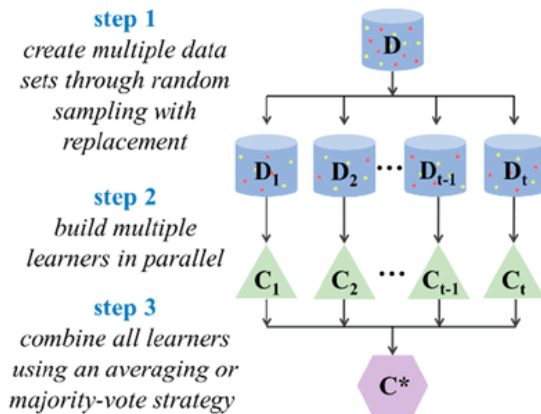 step 1
create multiple data
sets through random
sampling with
replacement
step 2
build multiple
learners in parallel
step 3
combine all learners
using an averaging or
majority-vote strategy
D
D₁ D₂ ••• Dₜ₋₁ Dₜ
C₁ C₂ ••• Cₜ₋₁ Cₜ
C*